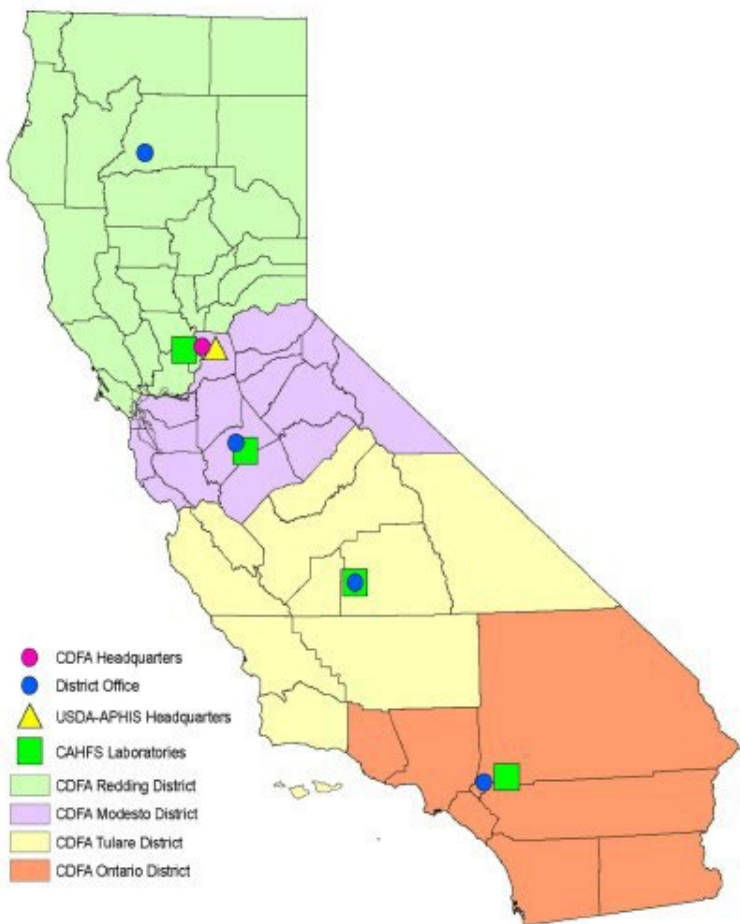 CDFA Headquarters
District Office
USDA-APHIS Headquarters
CAHFS Laboratories
CDFA Redding District
CDFA Modesto District
CDFA Tulare District
CDFA Ontario District